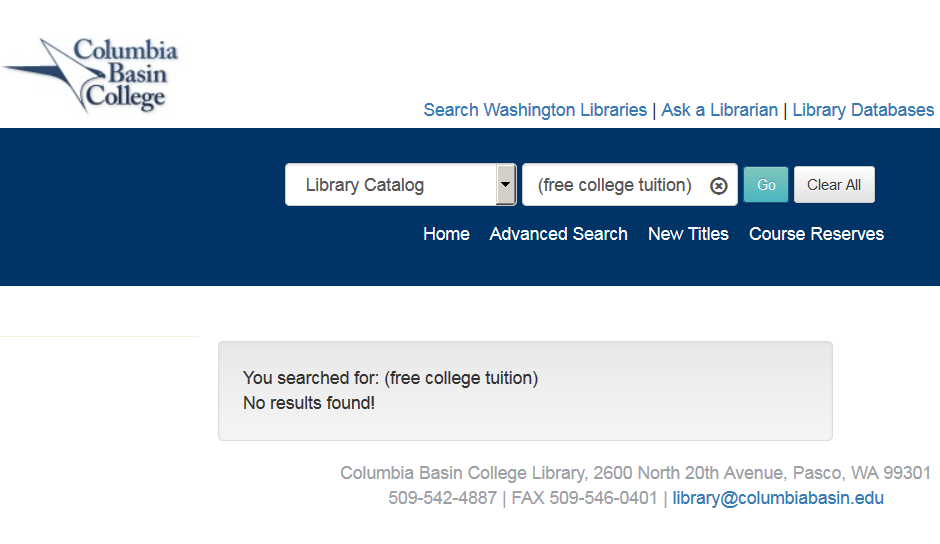 Columbia
Basin
College
Search Washington Libraries | Ask a Librarian | Library Databases
Library Catalog (free college tuition) Go Clear All
Home Advanced Search New Titles Course Reserves
You searched for: (free college tuition)
No results found!
Columbia Basin College Library, 2600 North 20th Avenue, Pasco, WA 99301
509-542-4887 | FAX 509-546-0401 | library@columbiabasin.edu